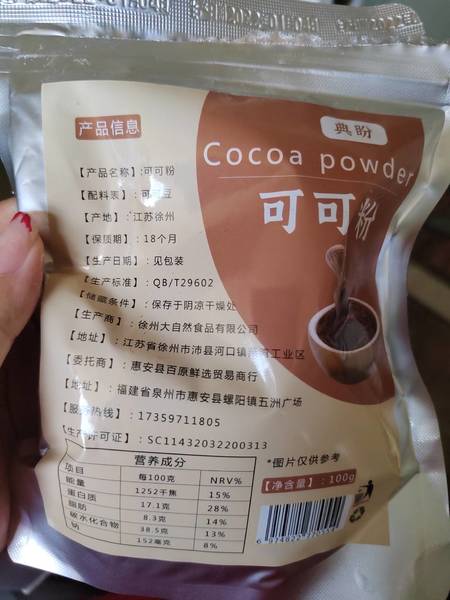 典盼
Cocoa powder
可可粉
产品信息
【产品名称】:可可粉
【配料表】:可可豆
【产地】:江苏徐州
【保质期】:18个月
【生产日期】:见包装
【生产标准】:QB/T29602
【储藏条件】:保存于阴凉干燥处
【生产商】:徐州大自然食品有限公司
【地址】:江苏省徐州市沛县河口镇 工业区
【委托商】:惠安县百原鲜选贸易商行
【地址】:福建省泉州市惠安县螺阳镇五洲广场
【服务热线】:17359711805
【生产许可证】:SC11432032200313
营养成分
项目 每100克 NRV%
能量 1252千焦 15%
蛋白质 17.1克 28%
脂肪 8.3克 14%
碳水化合物 38.5克 13%
钠 152毫克 8%
*图片仅供参考
【净含量】:100g